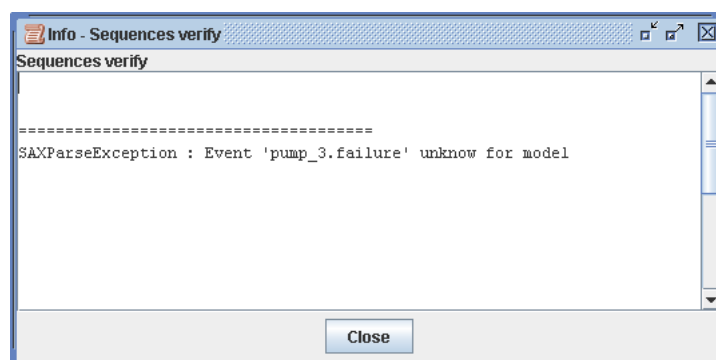 Info - Sequences verify
Sequences verify
======================================
SAXParseException : Event 'pump_3.failure' unknow for model
Close